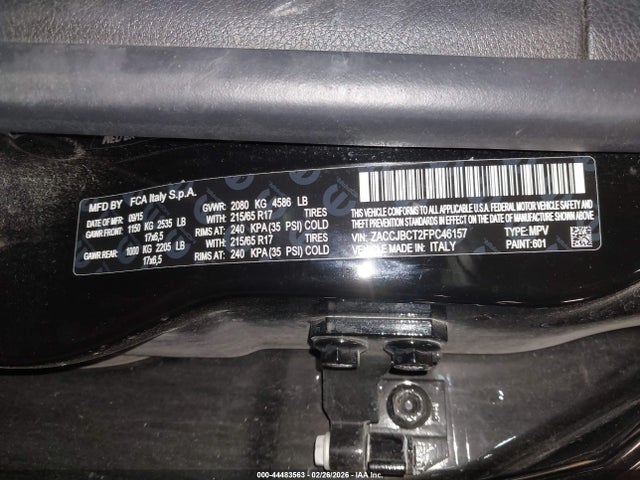 MFD BY FCA Italy S.p.A.
DATE OF MFR: 09/15 GVWR: 2080 KG 4586 LB
GAWR FRONT: 1150 KG 2535 LB WITH: 215/65 R17 TIRES
17x6,5 RIMS AT: 240 KPA(35 PSI) COLD
GAWR REAR: 1000 KG 2205 LB WITH: 215/65 R17 TIRES
17x6,5 RIMS AT: 240 KPA(35 PSI) COLD
THIS VEHICLE CONFORMS TO ALL APPLICABLE U.S.A. FEDERAL MOTOR VEHICLE SAFETY, BUMPER, AND
THEFT PREVENTION STANDARDS IN EFFECT ON THE DATE OF MANUFACTURE SHOWN ABOVE.
VIN: ZACCJBCT2FPC46157 TYPE: MPV
VEHICLE MADE IN: ITALY PAINT: 601
000-44483563 - 02/26/2026 - IAAI Corporate